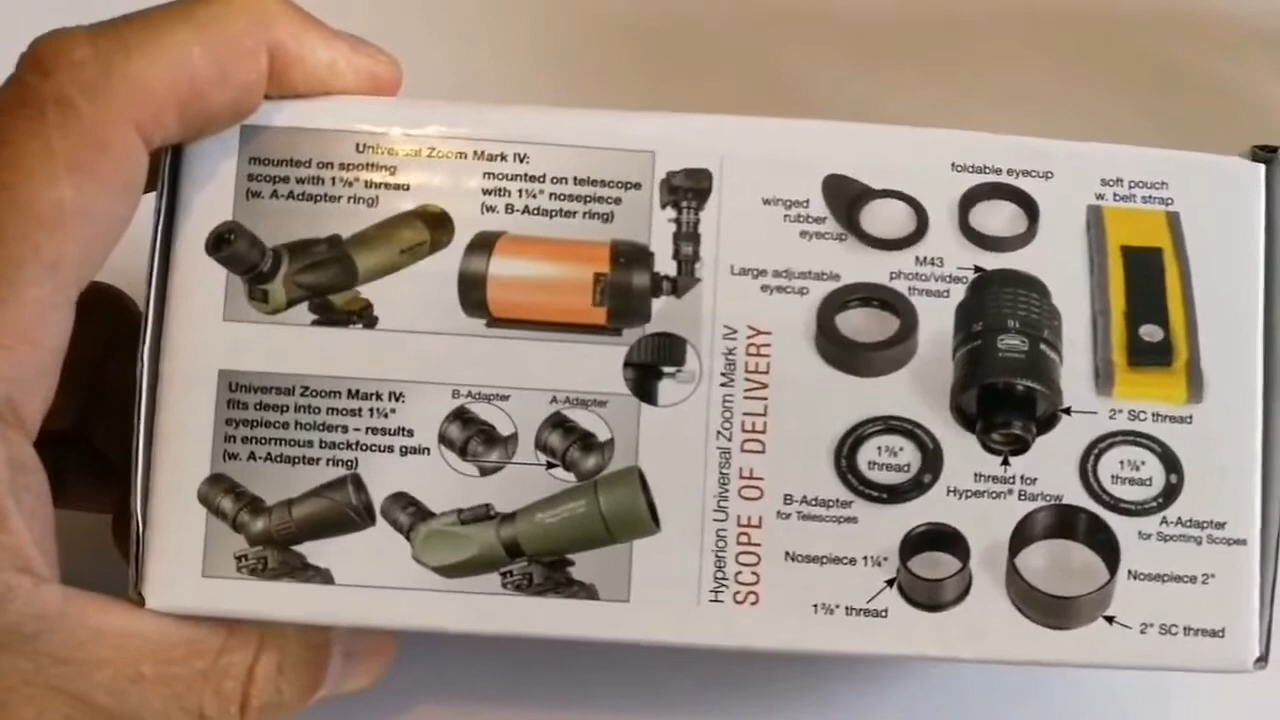 Universal Zoom Mark IV:
mounted on spotting
scope with 1⅜" thread
(w. A-Adapter ring)
mounted on telescope
with 1¼" nosepiece
(w. B-Adapter ring)
Universal Zoom Mark IV:
fits deep into most 1¼"
eyepiece holders – results
in enormous backfocus gain
(w. A-Adapter ring)
B-Adapter
A-Adapter
Hyperion Universal Zoom Mark IV
SCOPE OF DELIVERY
winged
rubber
eyecup
foldable eyecup
soft pouch
w. belt strap
Large adjustable
eyecup
M43
photo/video
thread
20
16
2" SC thread
1⅜"
thread
B-Adapter
for Telescopes
thread for
Hyperion® Barlow
1⅜"
thread
A-Adapter
for Spotting Scopes
Nosepiece 1¼"
1⅜" thread
Nosepiece 2"
2" SC thread